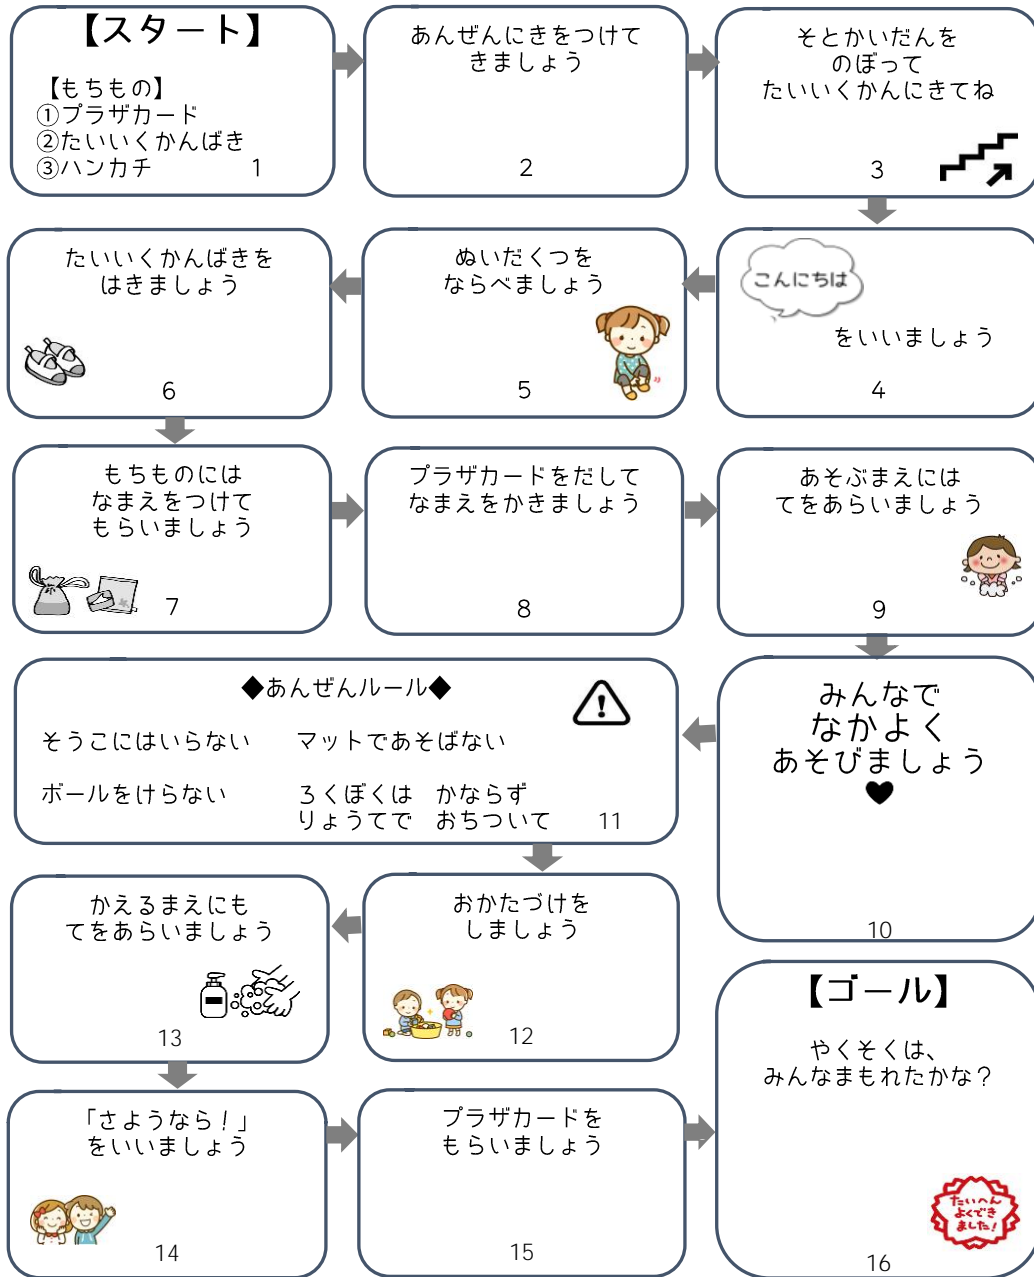 【スタート】
【もちもの】
①プラザカード
②たいいくかんばき
③ハンカチ
1
あんぜんにきをつけて
きましょう
2
そとかいだんを
のぼって
たいいくかんにきてね
3
こんにちは
をいいましょう
4
ぬいだくつを
ならべましょう
5
たいいくかんばきを
はきましょう
6
もちものには
なまえをつけて
もらいましょう
7
プラザカードをだして
なまえをかきましょう
8
あそぶまえには
てをあらいましょう
9
みんなで
なかよく
あそびましょう
♥
10
◆あんぜんルール◆
そうこにはいらない　マットであそばない
ボールをけらない　ろくぼくは　かならず
りょうてで　おちついて
11
おかたづけを
しましょう
12
かえるまえにも
てをあらいましょう
13
「さようなら！」
をいいましょう
14
プラザカードを
もらいましょう
15
【ゴール】
やくそくは、
みんなまもれたかな？
たいへん
よくでき
ました！
16